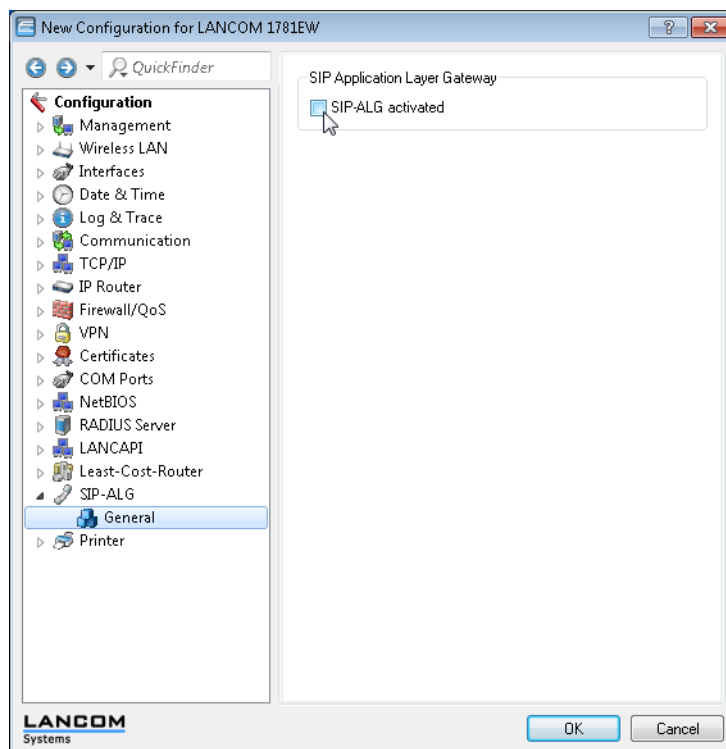 New Configuration for LANCOM 1781EW
QuickFinder
Configuration
Management
Wireless LAN
Interfaces
Date & Time
Log & Trace
Communication
TCP/IP
IP Router
Firewall/QoS
VPN
Certificates
COM Ports
NetBIOS
RADIUS Server
LANCAPI
Least-Cost-Router
SIP-ALG
General
Printer
SIP Application Layer Gateway
SIP-ALG activated
LANCOM
Systems
OK
Cancel